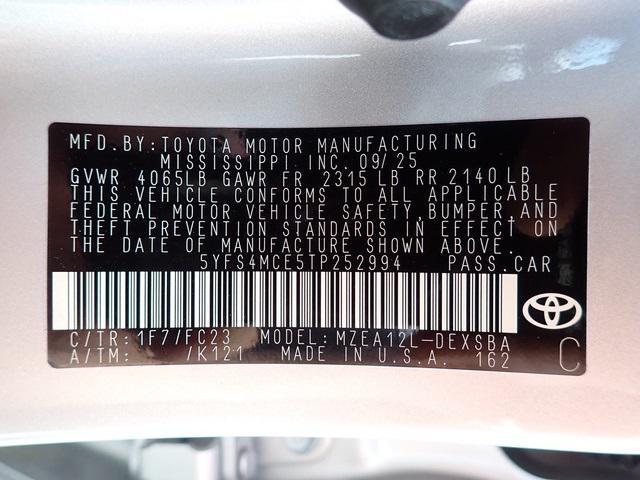 MFD. BY: TOYOTA MOTOR MANUFACTURING
MISSISSIPPI, INC. 09/25
GVWR 4065LB GAWR FR 2315 LB RR 2140 LB
THIS VEHICLE CONFORMS TO ALL APPLICABLE
FEDERAL MOTOR VEHICLE SAFETY, BUMPER, AND
THEFT PREVENTION STANDARDS IN EFFECT ON
THE DATE OF MANUFACTURE SHOWN ABOVE.
5YFS4MCE5TP252994 PASS. CAR
C/TR: 1F7/FC23 MODEL: MZEA12L-DEXSBA
A/TM: /K121 MADE IN U.S.A. 162 C